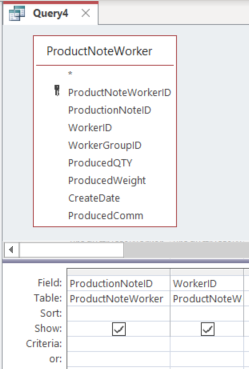 Query4
ProductNoteWorker
*
ProductNoteWorkerID
ProductionNoteID
WorkerID
WorkerGroupID
ProducedQTY
ProducedWeight
CreateDate
ProducedComm
Field: ProductionNoteID WorkerID
Table: ProductNoteWorker ProductNoteW
Sort:
Show:
Criteria:
or: